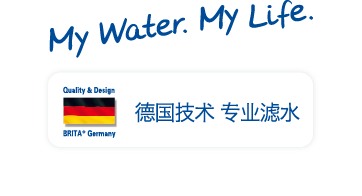 My Water. My Life.
Quality & Design
德国技术 专业滤水
BRITA® Germany